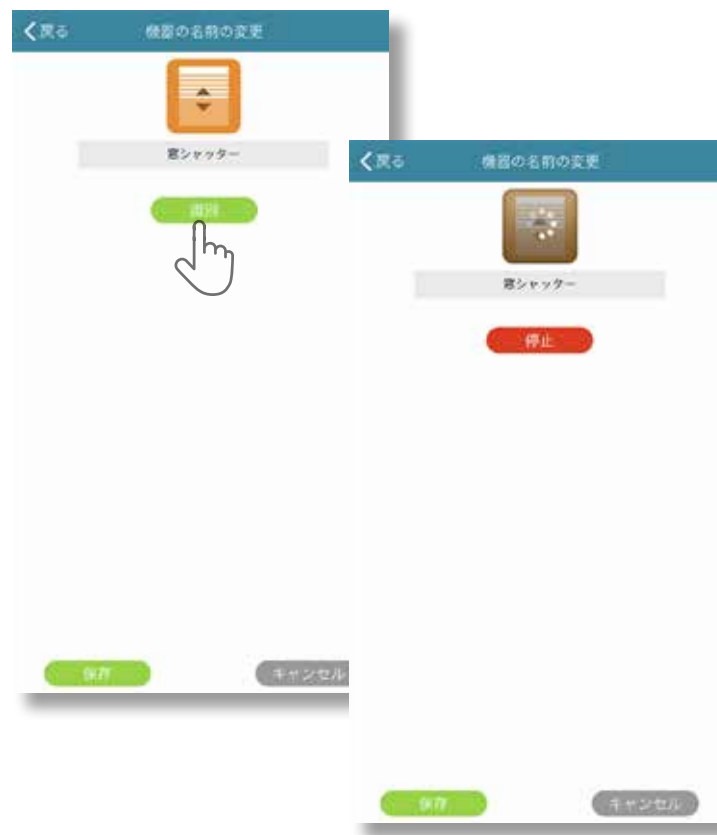 戻る 機器の名前の変更
窓シャッター
識別
保存 キャンセル
戻る 機器の名前の変更
窓シャッター
停止
保存 キャンセル